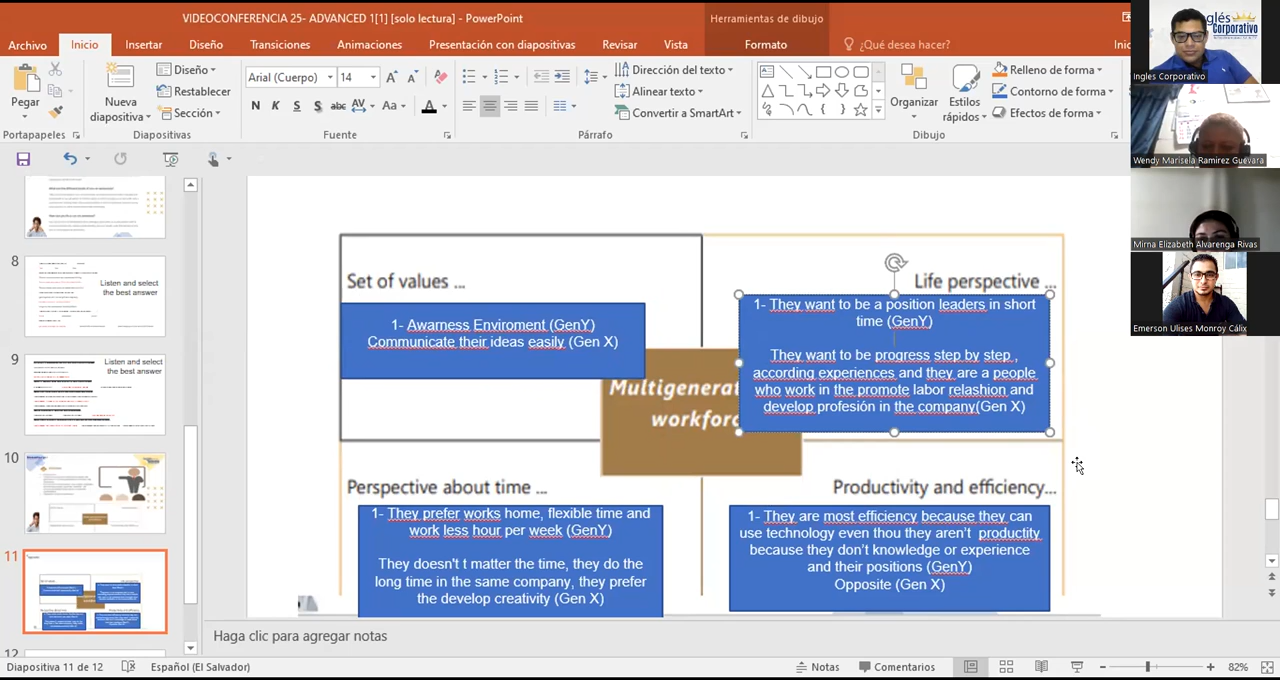 VIDEOCONFERENCIA 25- ADVANCED 1[1] [solo lectura] - PowerPoint
Herramientas de dibujo
Archivo Inicio Insertar Diseño Transiciones Animaciones Presentación con diapositivas Revisar Vista Formato ¿Qué desea hacer? Inic
Pegar
Nueva diapositiva
Diseño
Restablecer
Sección
Arial (Cuerpo) 14
N K S S abc AV Aa A
Dirección del texto
Alinear texto
Convertir a SmartArt
Organizar
Estilos rápidos
Relleno de forma
Contorno de forma
Efectos de forma
Portapapeles Diapositivas Fuente Párrafo Dibujo
Inglés
Corporativo
Ingles Corporativo
Wendy Marisela Ramirez Guevara
Mirna Elizabeth Alvarenga Rivas
Emerson Ulises Monroy Cálix
8
Listen and select
the best answer
9
Listen and select
the best answer
10
11
12
Set of values ...
1- Awarness Enviroment (GenY)
Communicate their ideas easily (Gen X)
Life perspective ...
1- They want to be a position leaders in short
time (GenY)
They want to be progress step by step ,
according experiences and they are a people
who work in the promote labor relashion and
develop profesión in the company(Gen X)
Multigenerat
workforc
Perspective about time ...
1- They prefer works home, flexible time and
work less hour per week (GenY)
They doesn't t matter the time, they do the
long time in the same company, they prefer
the develop creativity (Gen X)
Productivity and efficiency...
1- They are most efficiency because they can
use technology even thou they aren't productity
because they don't knowledge or experience
and their positions (GenY)
Opposite (Gen X)
Haga clic para agregar notas
Diapositiva 11 de 12 Español (El Salvador) Notas Comentarios 82%